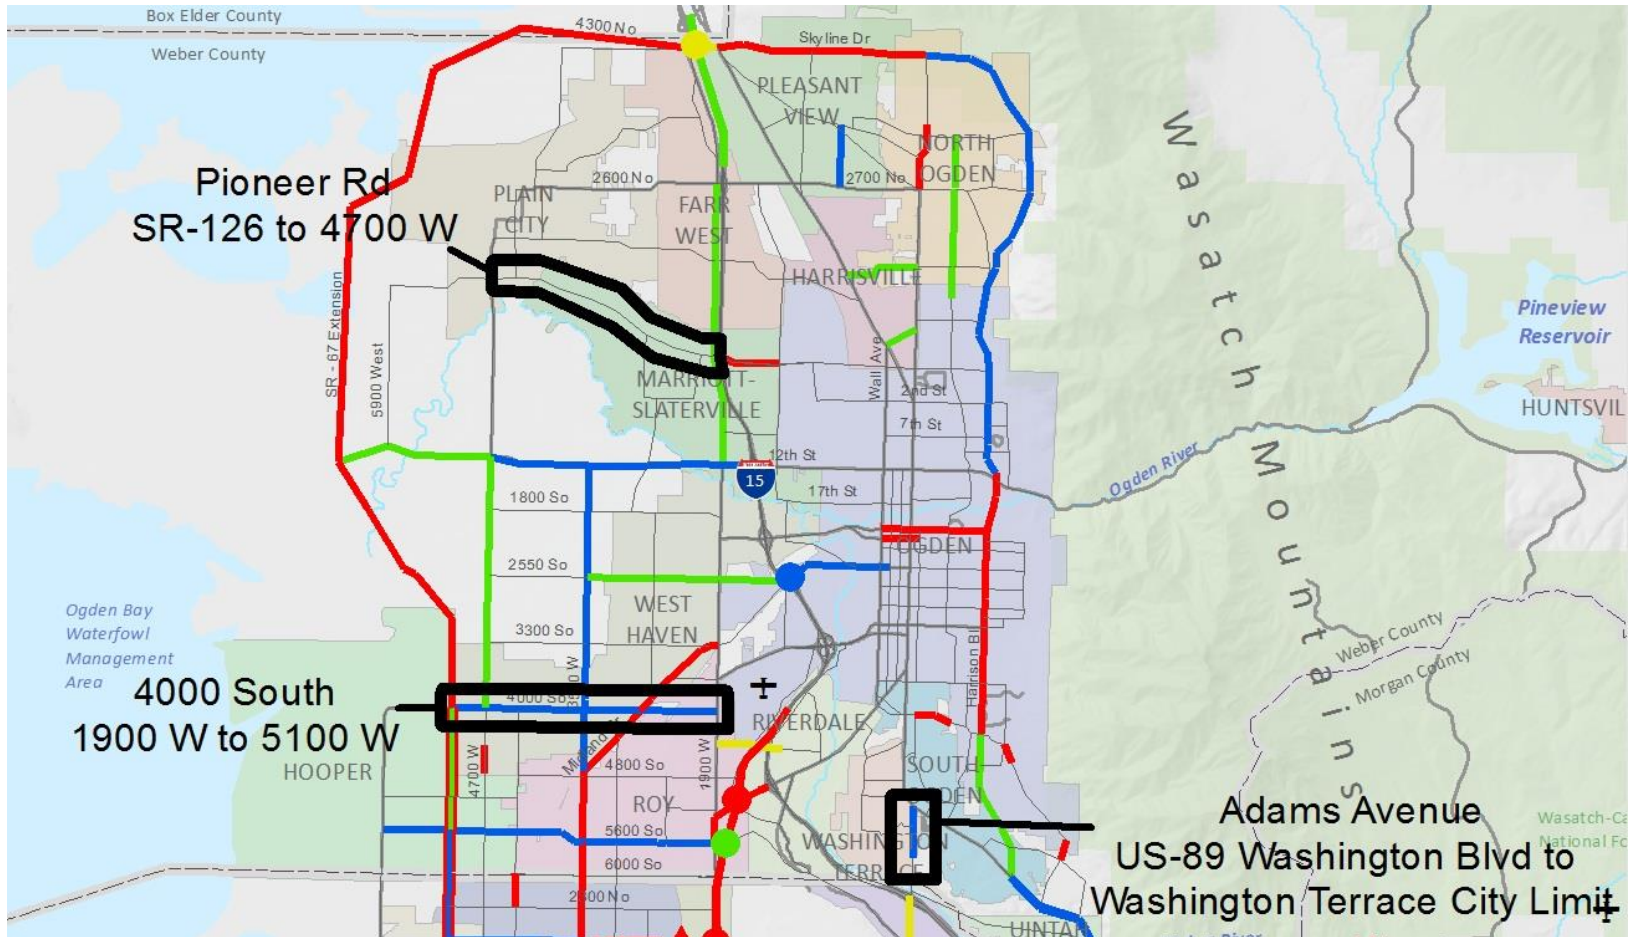 Box Elder County
Weber County
4300 No
Skyline Dr
PLEASANT
VIEW
NORTH
OGDEN
Pioneer Rd
SR-126 to 4700 W
PLAIN
CITY
2600 No
2700 No
FARR
WEST
HARRISVILLE
SR - 67 Extension
5900 West
Wall Ave
MARRIOTT-
SLATERVILLE
2nd St
7th St
12th St
15
17th St
1800 So
2550 So
OGDEN
Ogden River
Wasatch Mountains
Pineview
Reservoir
HUNTSVIL
Ogden Bay
Waterfowl
Management
Area
WEST
HAVEN
3300 So
Harrison Bl
Weber County
Morgan County
4000 South
1900 W to 5100 W
4000 So
HOOPER
4700 W
4800 So
1900 W
RIVERDALE
ROY
5600 So
6000 So
SOUTH
OGDEN
WASHINGTON
TERRACE
Adams Avenue
US-89 Washington Blvd to
Washington Terrace City Limit
Wasatch-Ca
National Fo
UINTAH